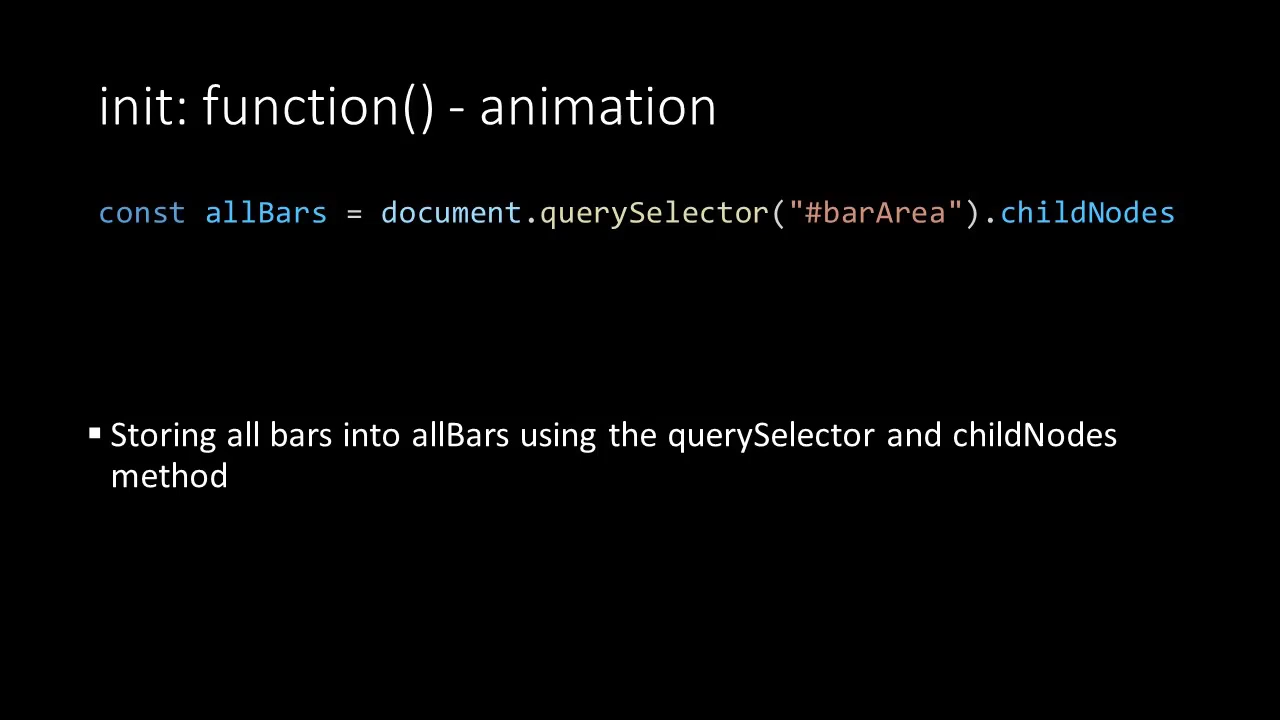 init: function() - animation
const allBars = document.querySelector("#barArea").childNodes
▪ Storing all bars into allBars using the querySelector and childNodes
method